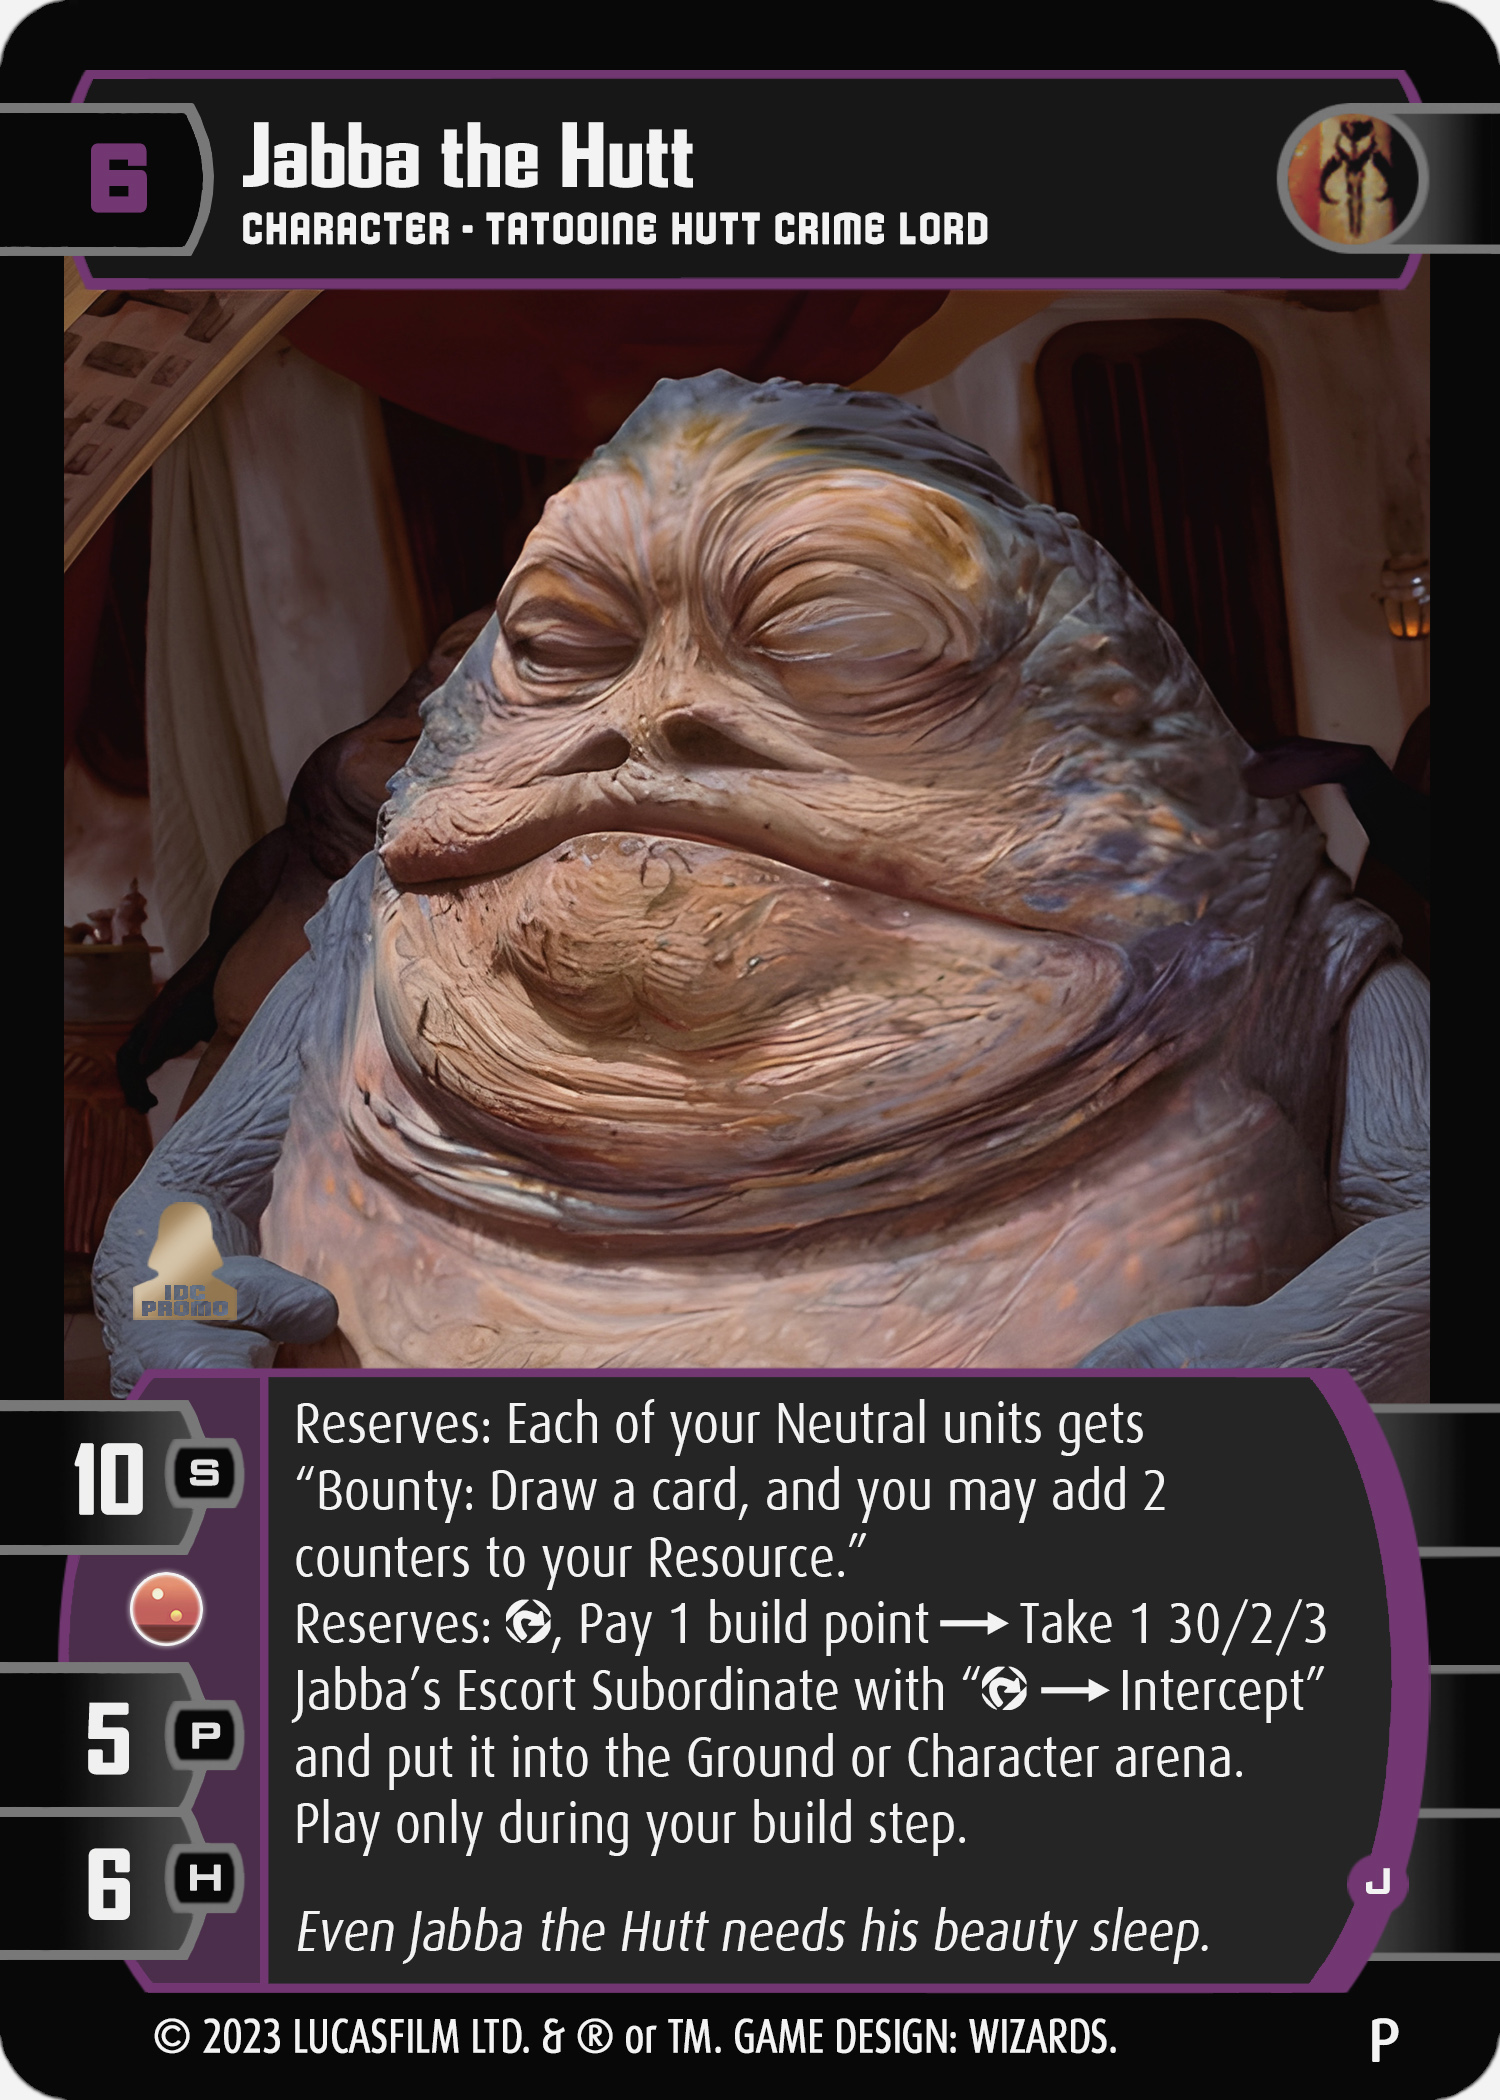 6
Jabba the Hutt
CHARACTER - TATOOINE HUTT CRIME LORD
IDC
PROMO
10 S
5 P
6 H
Reserves: Each of your Neutral units gets
“Bounty: Draw a card, and you may add 2
counters to your Resource.”
Reserves: , Pay 1 build point → Take 1 30/2/3
Jabba’s Escort Subordinate with “ → Intercept”
and put it into the Ground or Character arena.
Play only during your build step.
Even Jabba the Hutt needs his beauty sleep.
J
© 2023 LUCASFILM LTD. & ® or TM. GAME DESIGN: WIZARDS.
P